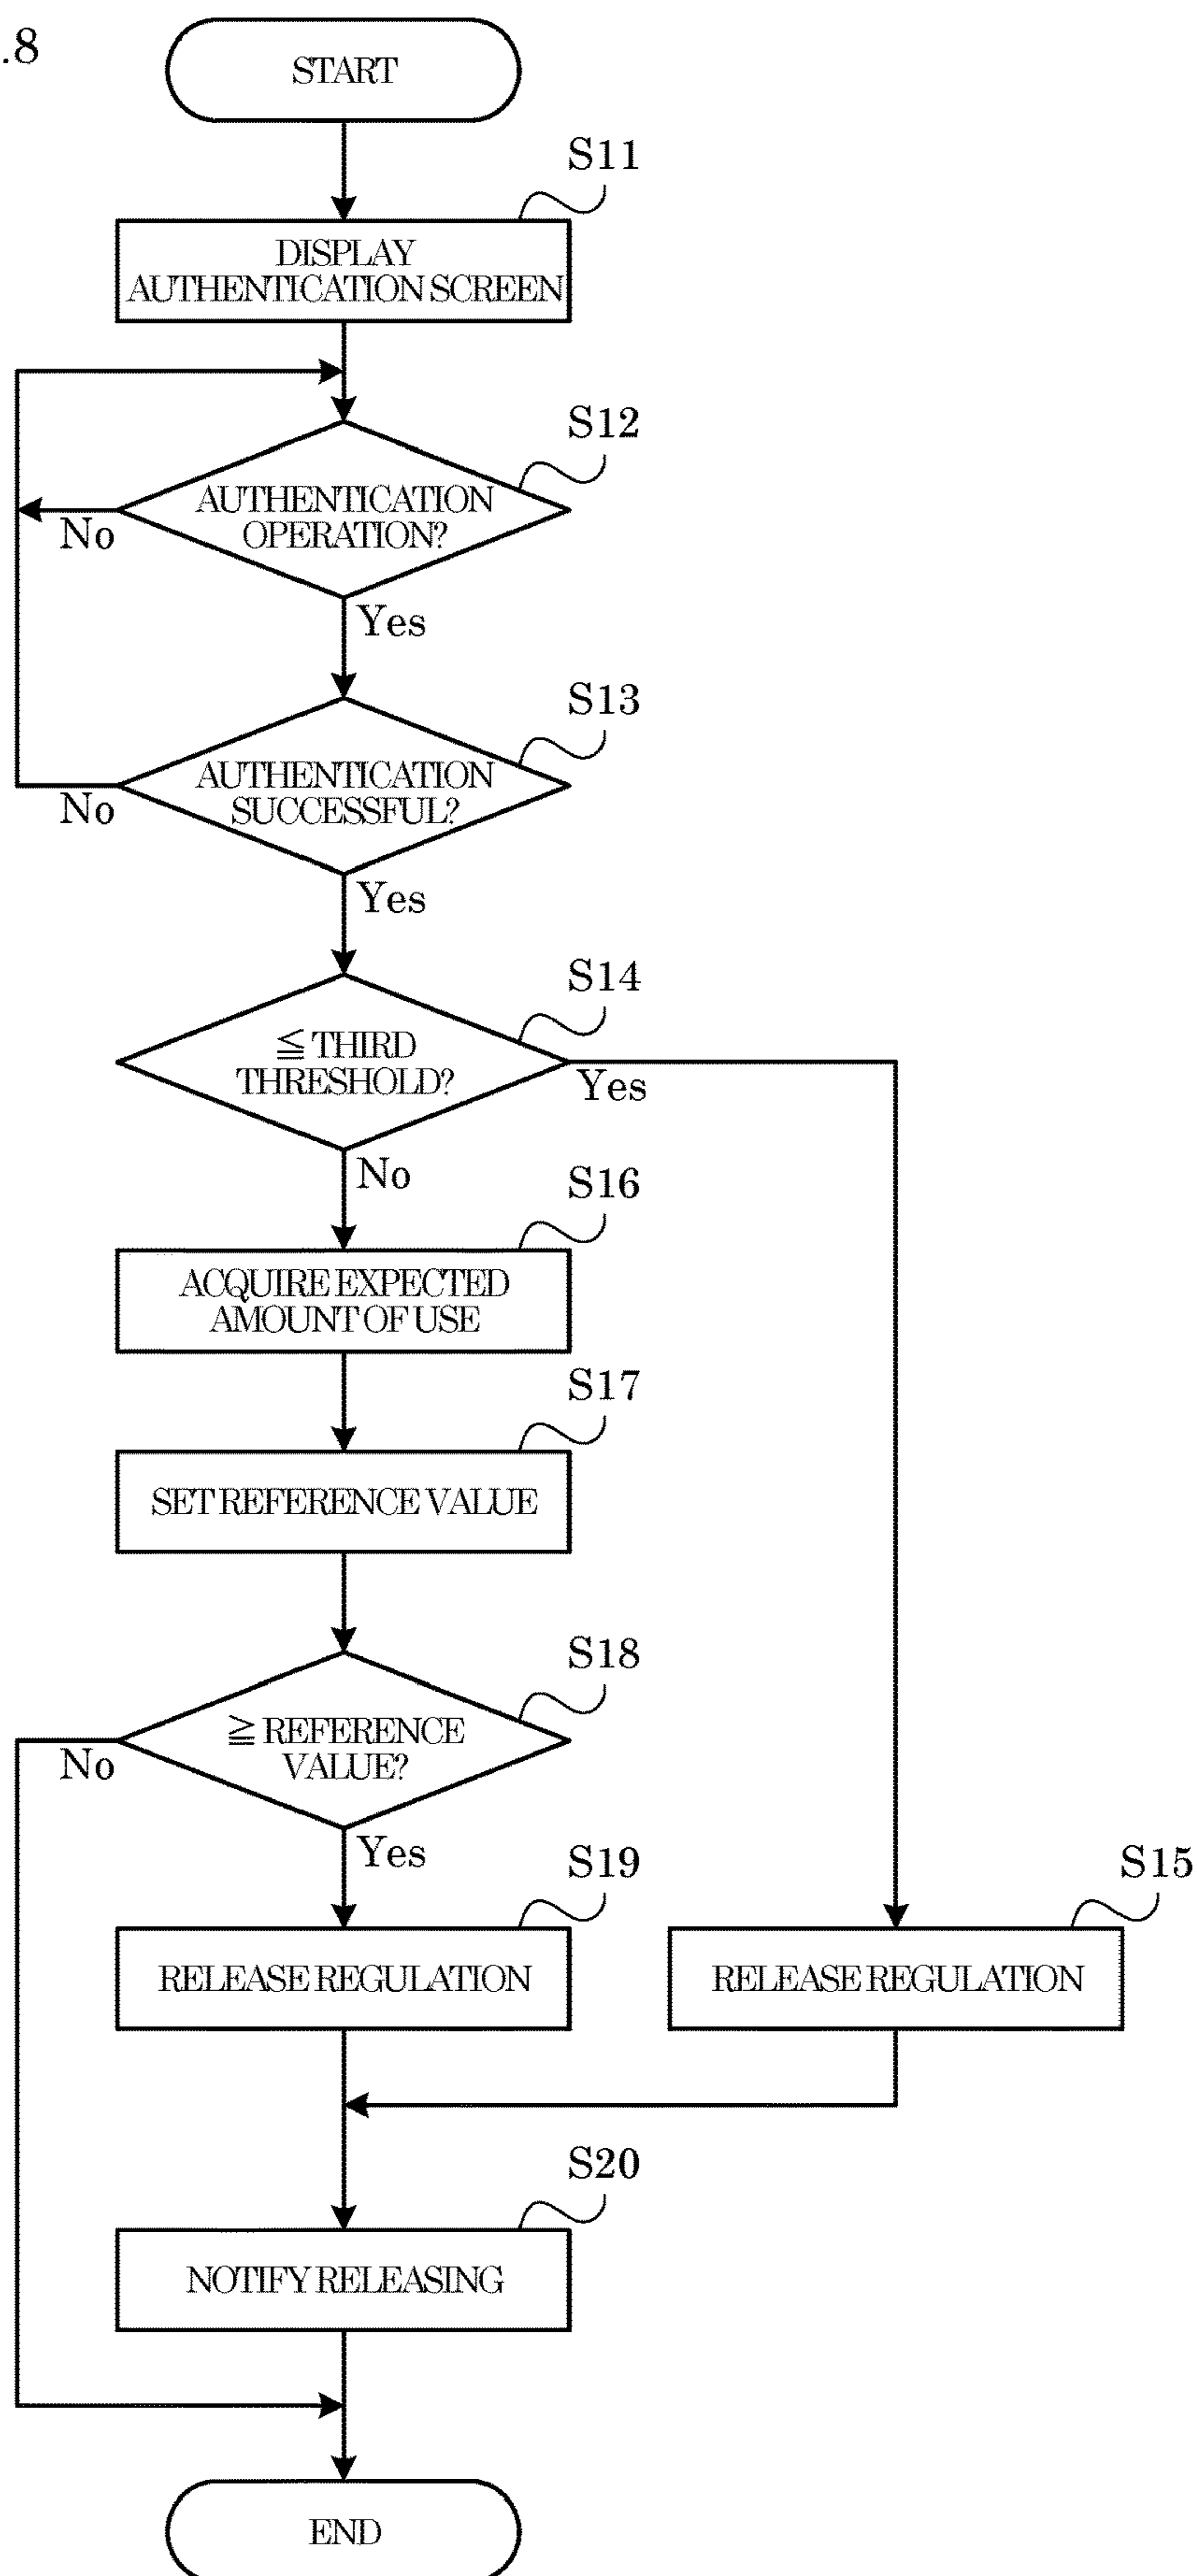 .8
START
S11
DISPLAY
AUTHENTICATION SCREEN
S12
AUTHENTICATION
OPERATION?
No
Yes
S13
AUTHENTICATION
SUCCESSFUL?
No
Yes
S14
≦ THIRD
THRESHOLD?
Yes
No
S16
ACQUIRE EXPECTED
AMOUNT OF USE
S17
SET REFERENCE VALUE
S18
≧ REFERENCE
VALUE?
No
Yes
S19
RELEASE REGULATION
S15
RELEASE REGULATION
S20
NOTIFY RELEASING
END